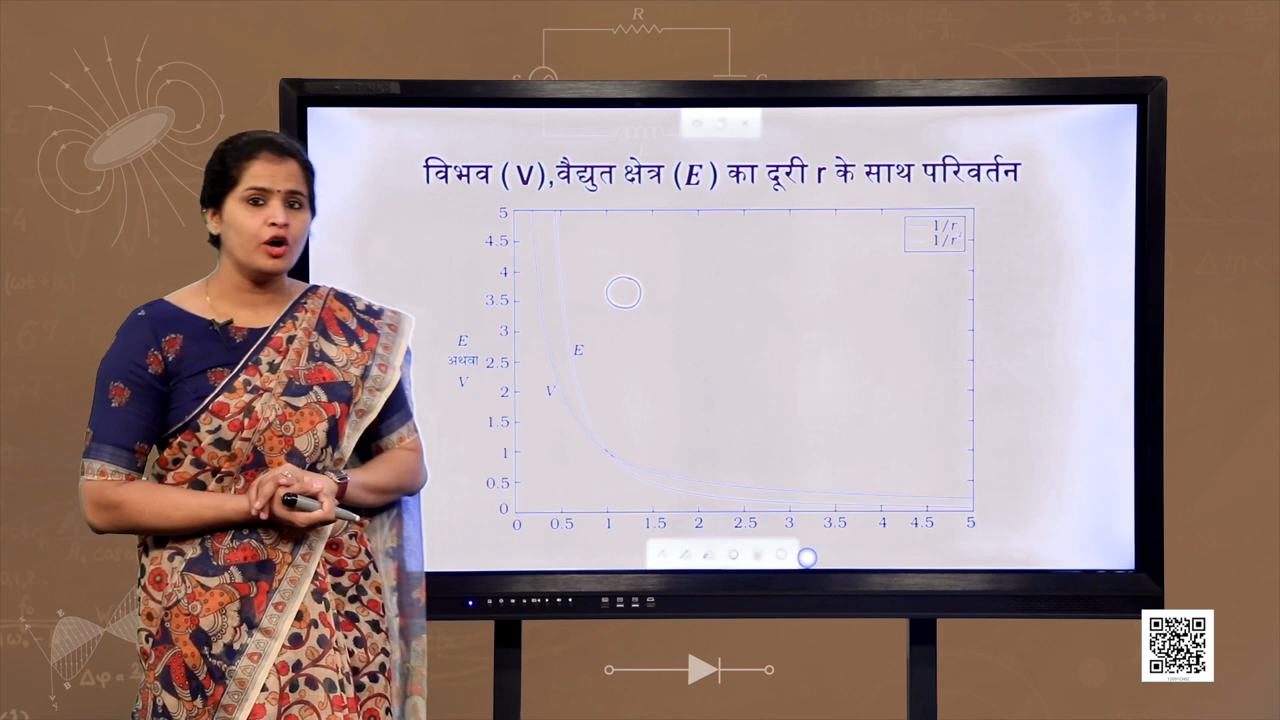 R
विभव ( V ),वैद्युत क्षेत्र ( E ) का दूरी r के साथ परिवर्तन
5
4.5
4
3.5
3
2.5
2
1.5
1
0.5
0
1/r
1/r²
E
अथवा
V
E
V
0 0.5 1 1.5 2 2.5 3 3.5 4 4.5 5